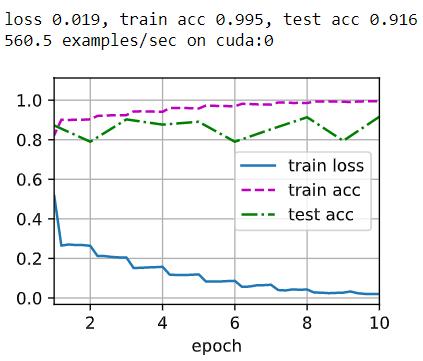 loss 0.019, train acc 0.995, test acc 0.916
560.5 examples/sec on cuda:0
1.0
0.8
0.6
0.4
0.2
0.0
train loss
train acc
test acc
2 4 6 8 10
epoch